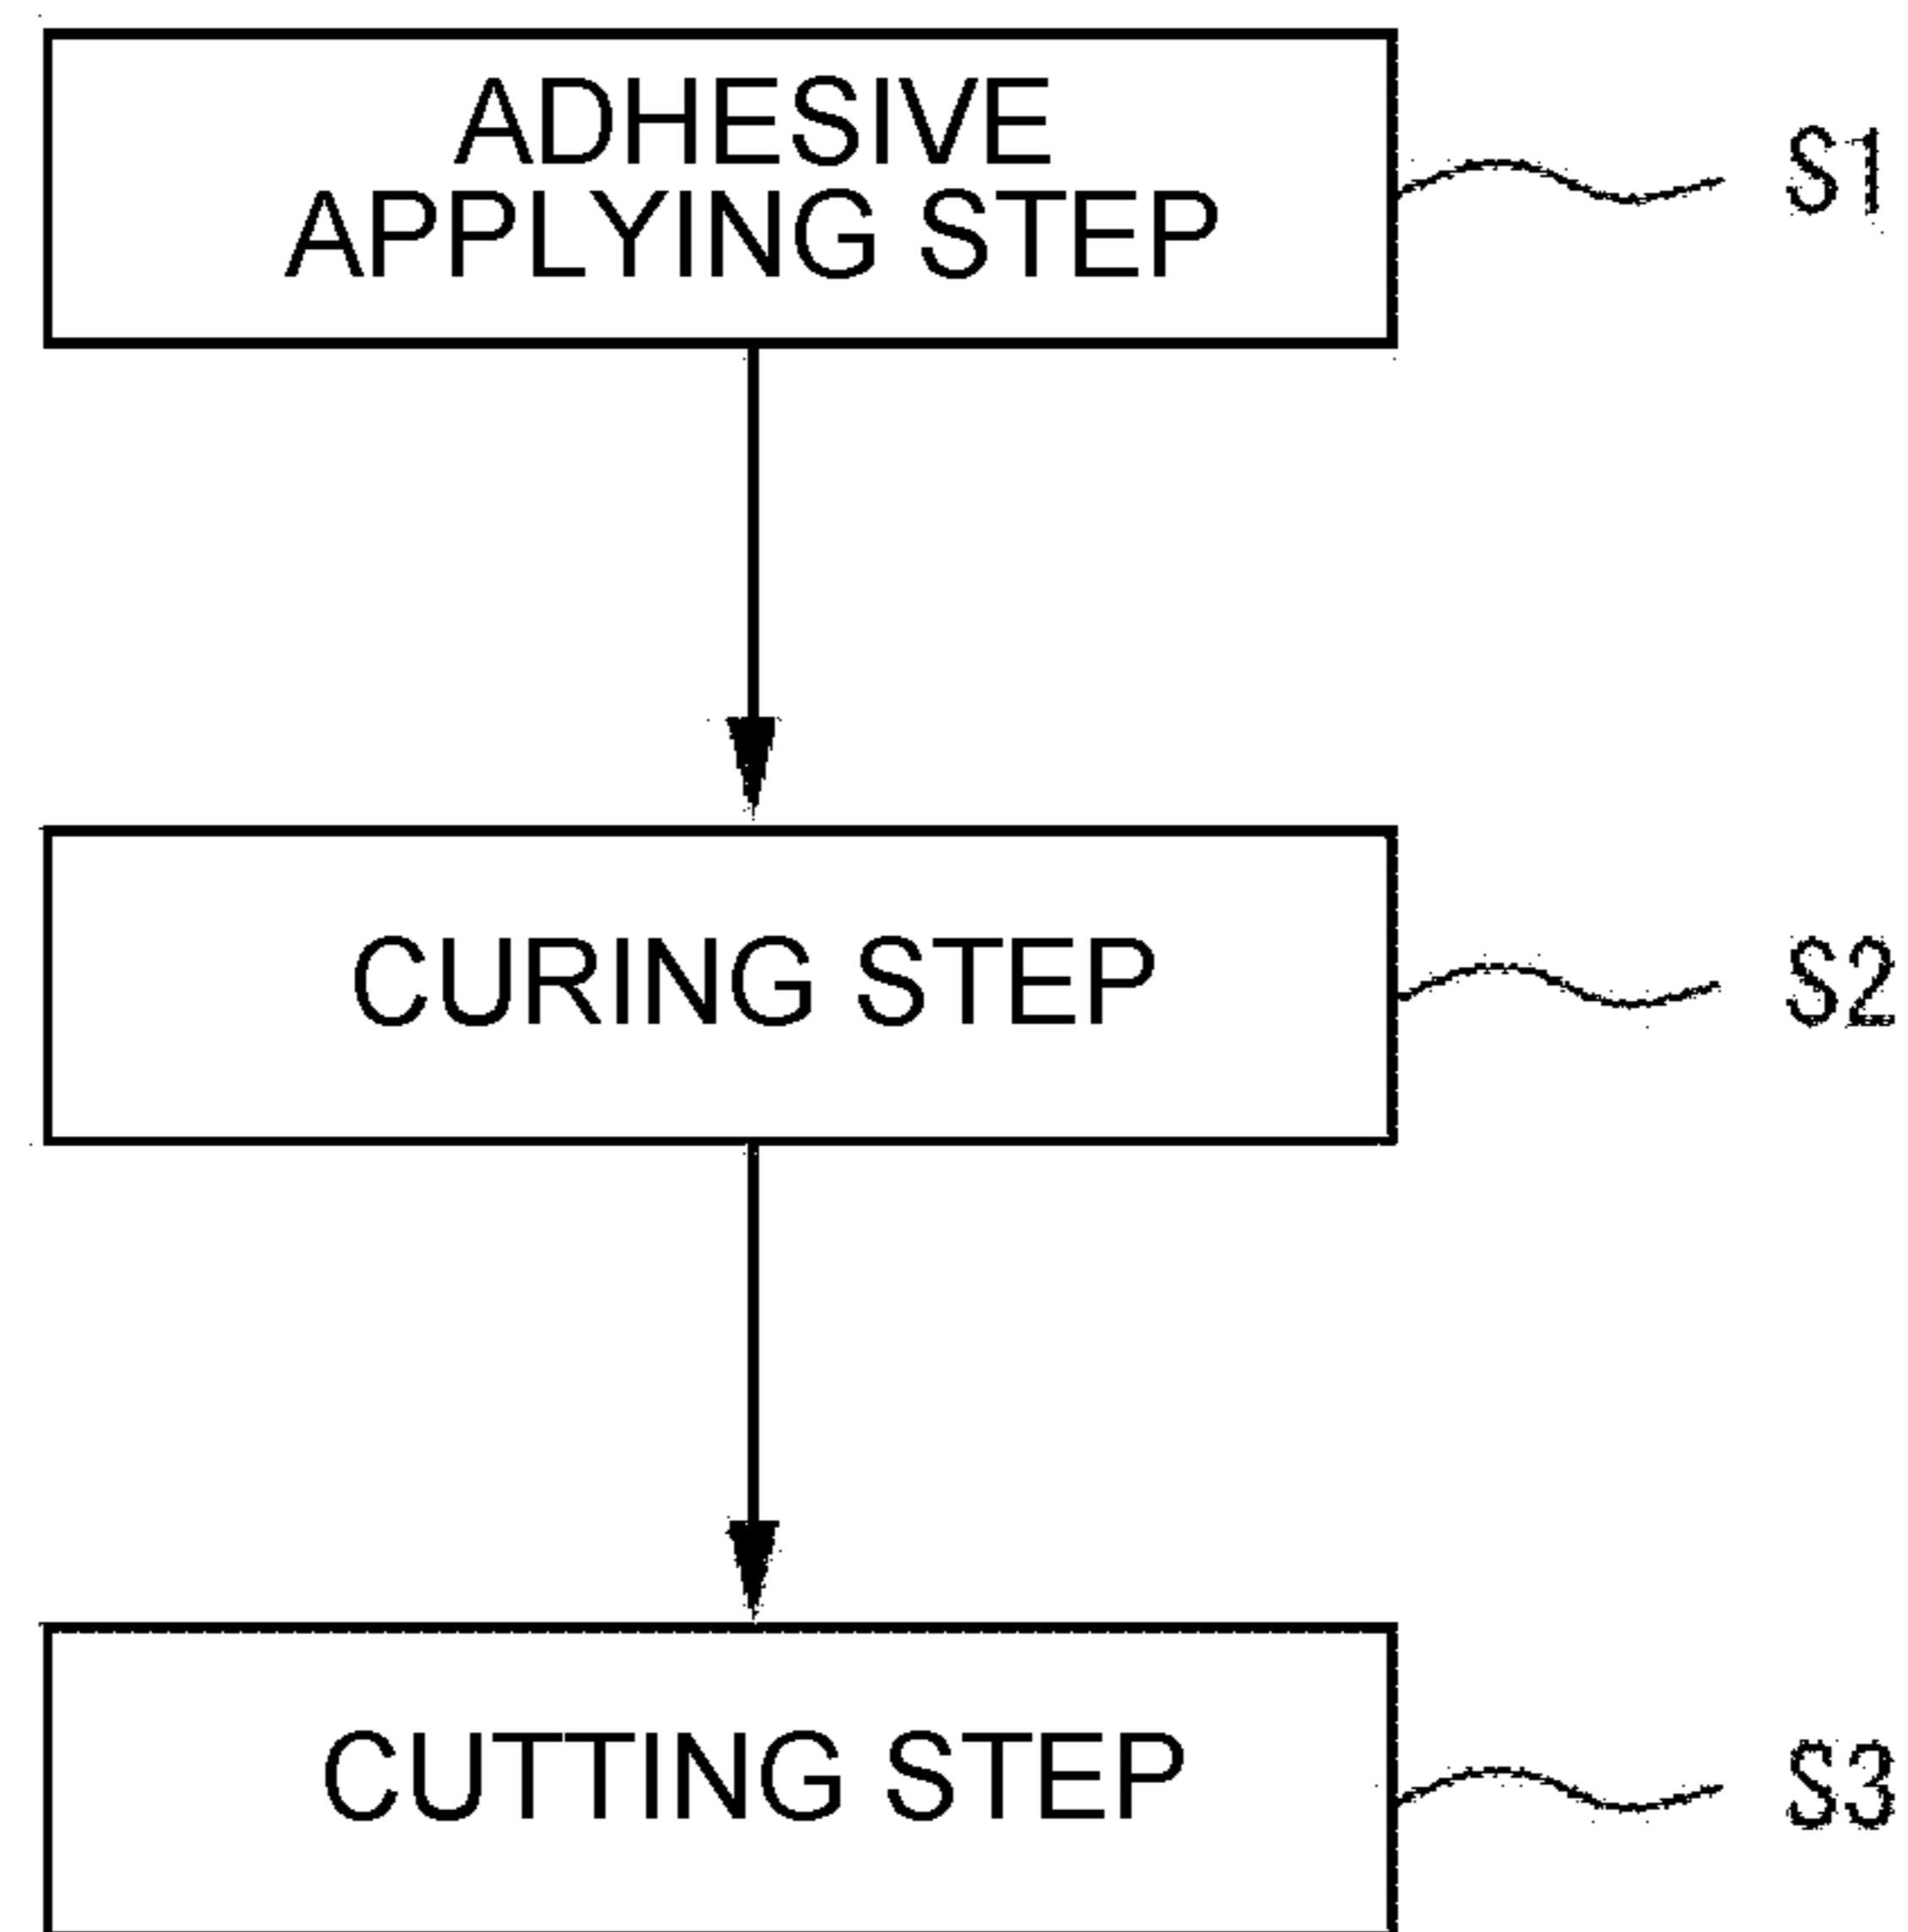 ADHESIVE
APPLYING STEP
S1
CURING STEP
S2
CUTTING STEP
S3